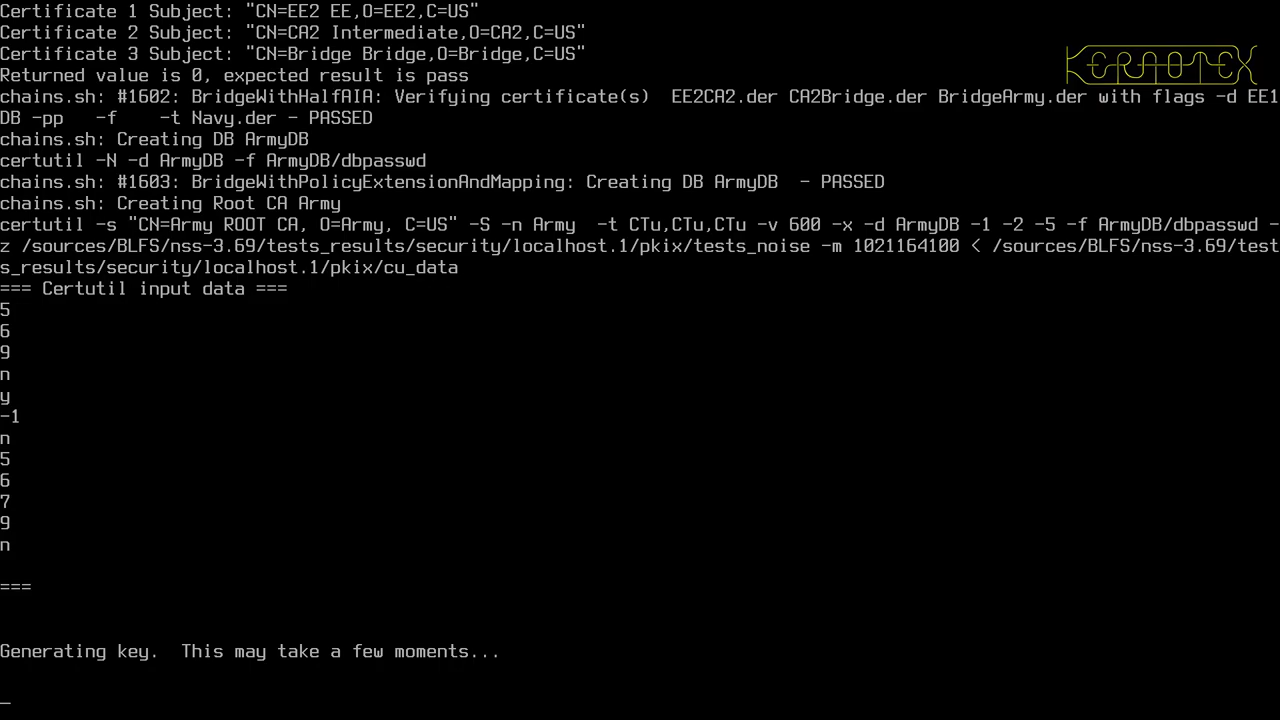 Certificate 1 Subject: "CN=EE2 EE,O=EE2,C=US"
Certificate 2 Subject: "CN=CA2 Intermediate,O=CA2,C=US"
Certificate 3 Subject: "CN=Bridge Bridge,O=Bridge,C=US"
KERNOTEX
Returned value is 0, expected result is pass
chains.sh: #1602: BridgeWithHalfAIA: Verifying certificate(s)  EE2CA2.der CA2Bridge.der BridgeArmy.der with flags -d EE1
DB -pp   -f    -t Navy.der - PASSED
chains.sh: Creating DB ArmyDB
certutil -N -d ArmyDB -f ArmyDB/dbpasswd
chains.sh: #1603: BridgeWithPolicyExtensionAndMapping: Creating DB ArmyDB  - PASSED
chains.sh: Creating Root CA Army
certutil -s "CN=Army ROOT CA, O=Army, C=US" -S -n Army  -t CTu,CTu,CTu -v 600 -x -d ArmyDB -1 -2 -5 -f ArmyDB/dbpasswd -
z /sources/BLFS/nss-3.69/tests_results/security/localhost.1/pkix/tests_noise -m 1021164100 < /sources/BLFS/nss-3.69/test
s_results/security/localhost.1/pkix/cu_data
=== Certutil input data ===
5
6
9
n
y
-1
n
5
6
7
9
n
===
Generating key.  This may take a few moments...
_